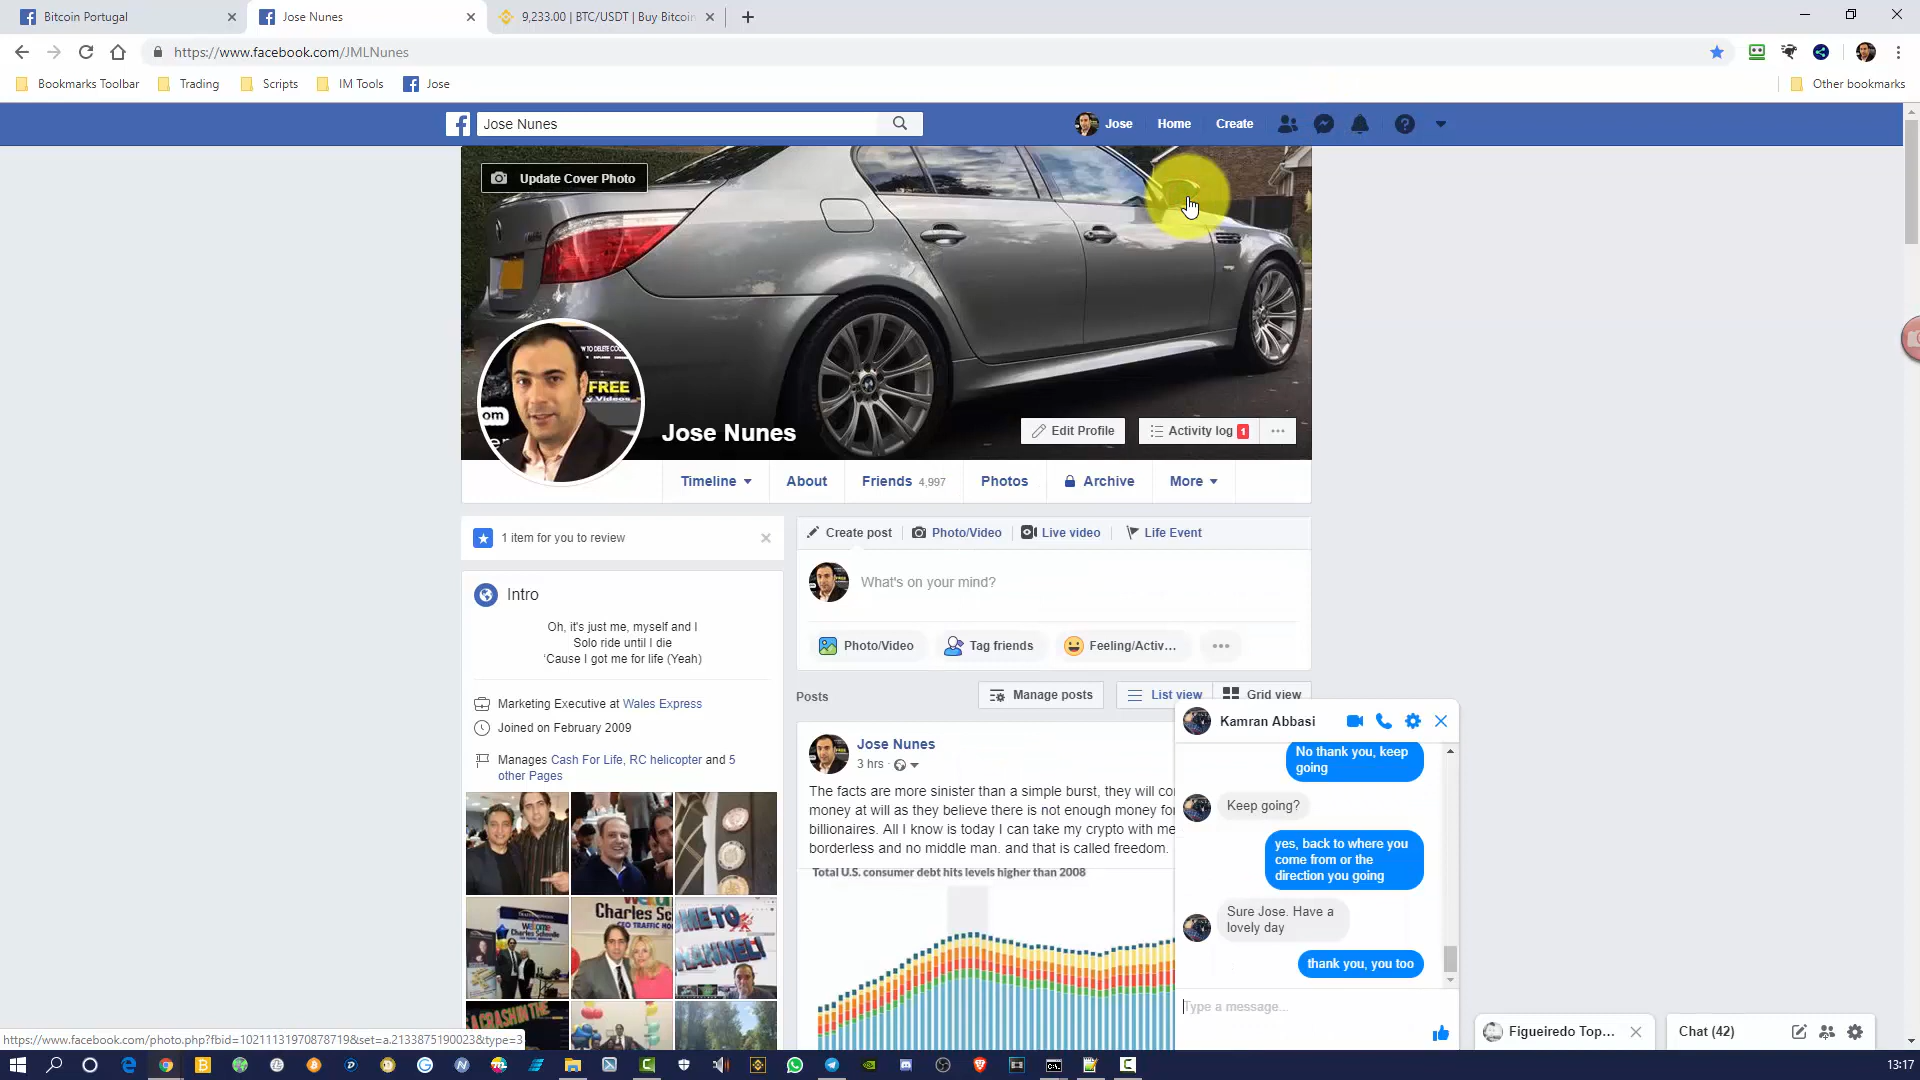 Bitcoin Portugal
Jose Nunes
9,233.00 | BTC/USDT | Buy Bitcoin
https://www.facebook.com/JMLNunes
Bookmarks Toolbar
Trading
Scripts
IM Tools
Jose
Other bookmarks
Jose Nunes
Jose
Home
Create
Update Cover Photo
FREE
om
Jose Nunes
Edit Profile
Activity log 1
Timeline
About
Friends 4,997
Photos
Archive
More
1 item for you to review
Create post
Photo/Video
Live video
Life Event
What's on your mind?
Photo/Video
Tag friends
Feeling/Activ...
Intro
Oh, it's just me, myself and I
Solo ride until I die
‘Cause I got me for life (Yeah)
Marketing Executive at Wales Express
Joined on February 2009
Manages Cash For Life, RC helicopter and 5
other Pages
Posts
Manage posts
List view
Grid view
Jose Nunes
3 hrs
The facts are more sinister than a simple burst, they will co
money at will as they believe there is not enough money fo
billionaires. All I know is today I can take my crypto with me
borderless and no middle man. and that is called freedom.
Total U.S. consumer debt hits levels higher than 2008
Kamran Abbasi
No thank you, keep
going
Keep going?
yes, back to where you
come from or the
direction you going
Sure Jose. Have a
lovely day
thank you, you too
Type a message...
Figueiredo Top...
Chat (42)
https://www.facebook.com/photo.php?fbid=10211131970878719&set=a.2133875190023&type=3
13:17